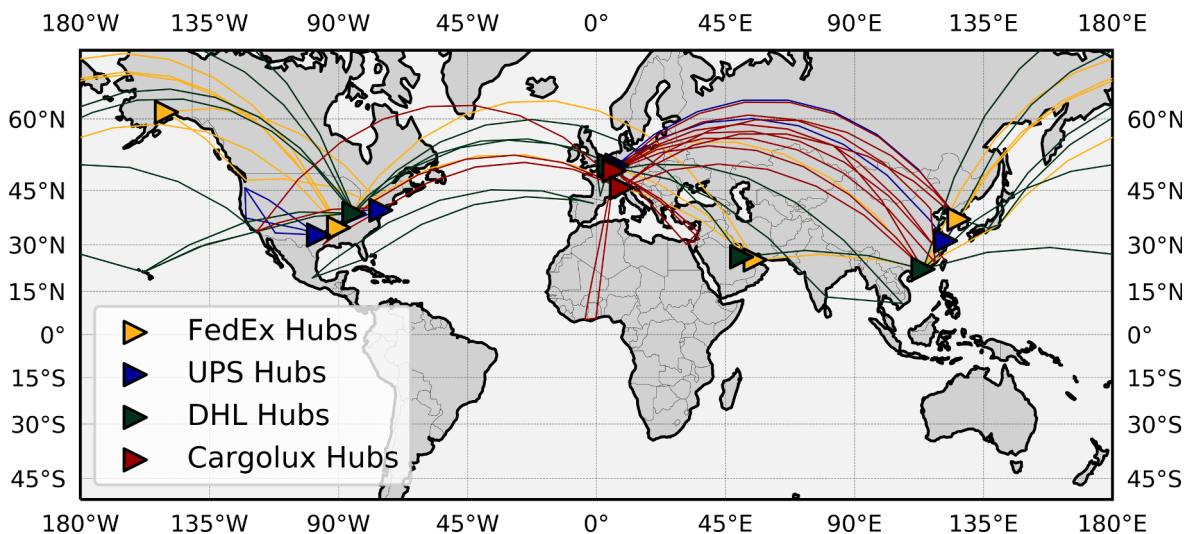 180°W 135°W 90°W 45°W 0° 45°E 90°E 135°E 180°E
60°N 60°N
45°N 45°N
30°N 30°N
15°N 15°N
0° 0°
15°S 15°S
30°S 30°S
45°S 45°S
FedEx Hubs
UPS Hubs
DHL Hubs
Cargolux Hubs
180°W 135°W 90°W 45°W 0° 45°E 90°E 135°E 180°E